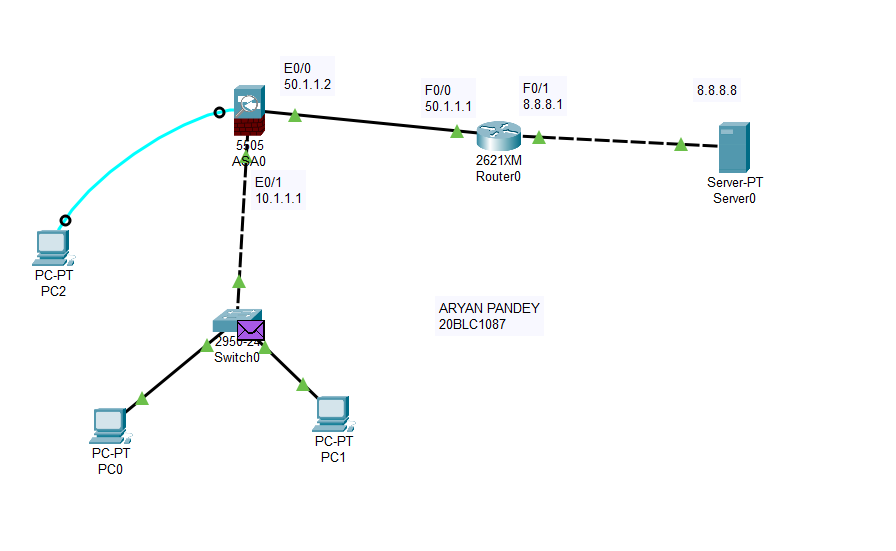 E0/0
50.1.1.2
F0/0
50.1.1.1
F0/1
8.8.8.1
8.8.8.8
5505
ASA0
2621XM
Router0
Server-PT
Server0
E0/1
10.1.1.1
PC-PT
PC2
ARYAN PANDEY
20BLC1087
2950-24
Switch0
PC-PT
PC0
PC-PT
PC1